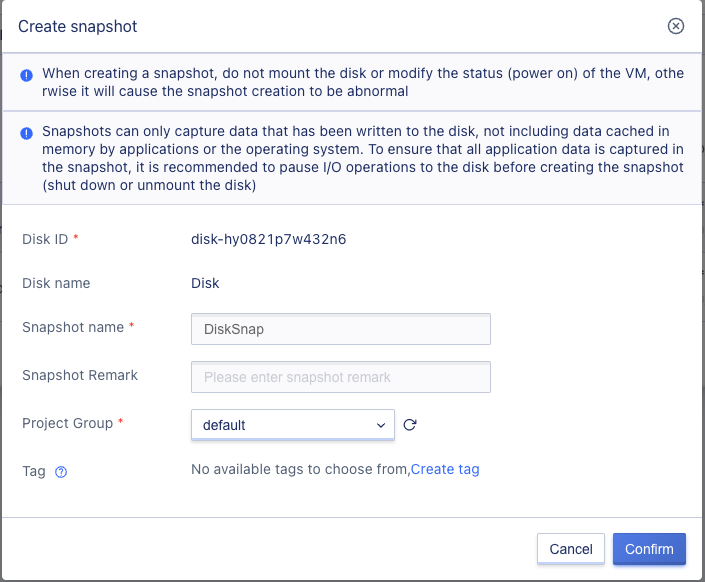 Create snapshot
When creating a snapshot, do not mount the disk or modify the status (power on) of the VM, othe
rwise it will cause the snapshot creation to be abnormal
Snapshots can only capture data that has been written to the disk, not including data cached in
memory by applications or the operating system. To ensure that all application data is captured in
the snapshot, it is recommended to pause I/O operations to the disk before creating the snapshot
(shut down or unmount the disk)
Disk ID * disk-hy0821p7w432n6
Disk name Disk
Snapshot name * DiskSnap
Snapshot Remark Please enter snapshot remark
Project Group * default
Tag No available tags to choose from,Create tag
Cancel Confirm